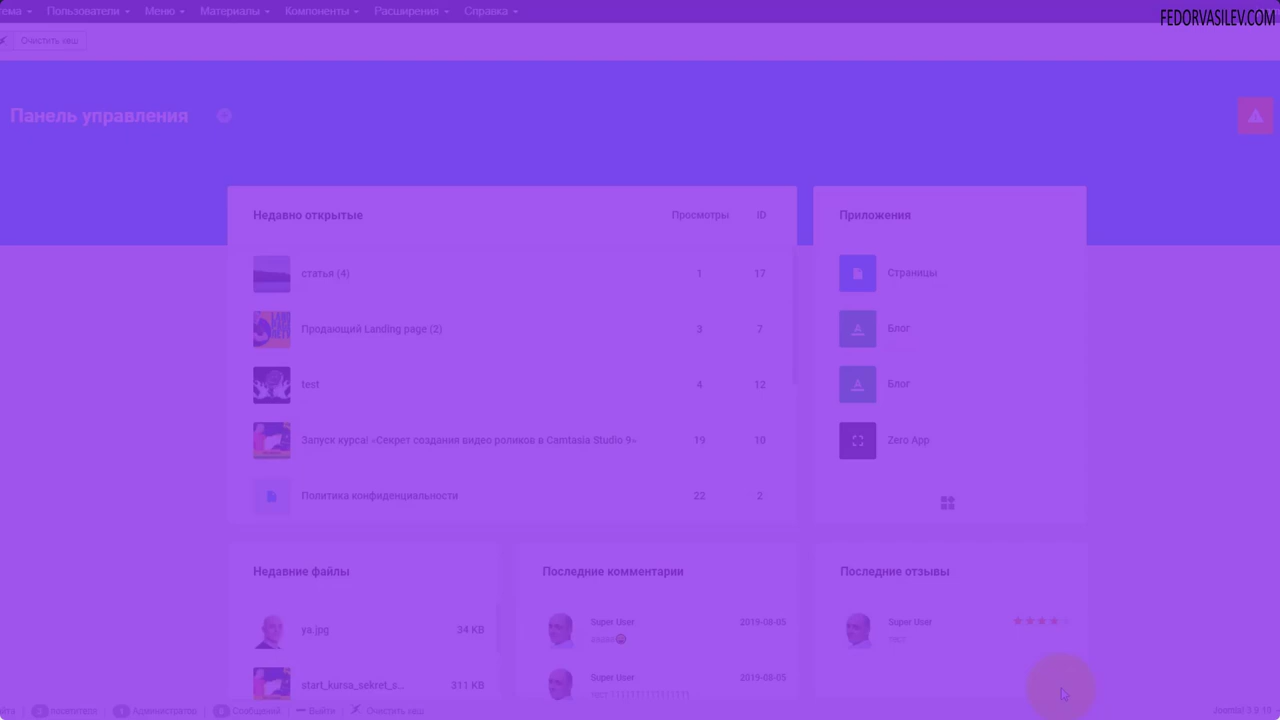 Пользователи Меню Материалы Компоненты Расширения Справка
FEDORVASILEV.COM
Очистить кеш
Панель управления
Недавно открытые Просмотры ID
статья (4) 1 17
Продающий Landing page (2) 3 7
test 4 12
Запуск курса! «Секрет создания видео роликов в Camtasia Studio 9» 19 10
Политика конфиденциальности 22 2
Приложения
Страницы
Блог
Блог
Zero App
Недавние файлы
ya.jpg 34 KB
start_kursa_sekret_s... 311 KB
Последние комментарии
Super User 2019-08-05
Super User 2019-08-05
Последние отзывы
Super User
тест
посетителя Администратор Сообщений Выйти Очистить кеш